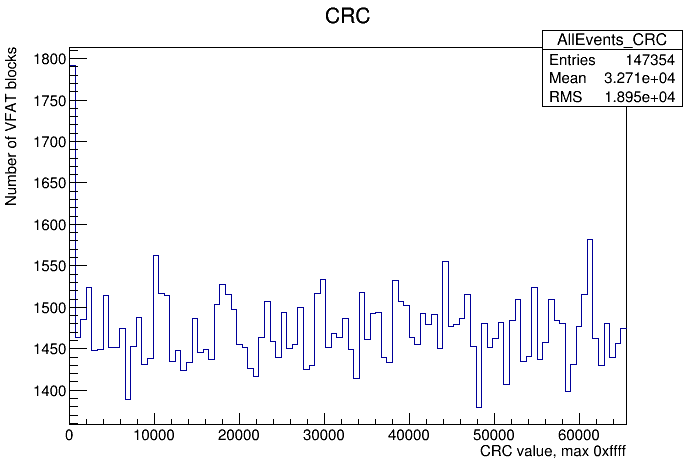 CRC
AllEvents_CRC
Entries 147354
Mean 3.271e+04
RMS 1.895e+04
Number of VFAT blocks
1800
1750
1700
1650
1600
1550
1500
1450
1400
0 10000 20000 30000 40000 50000 60000
CRC value, max 0xffff